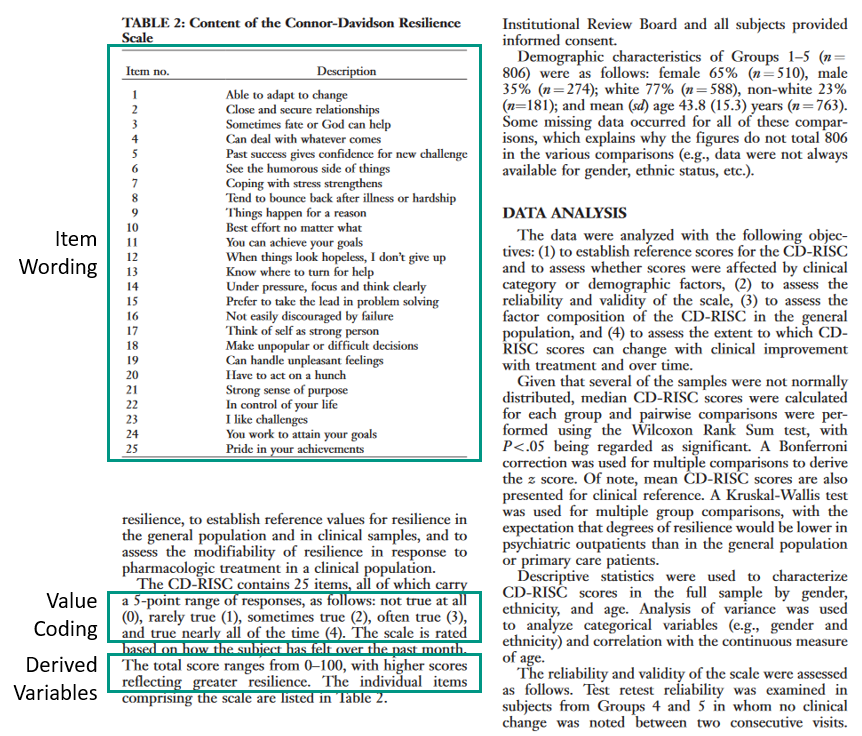 TABLE 2: Content of the Connor-Davidson Resilience
Scale
Item no. Description
1 Able to adapt to change
2 Close and secure relationships
3 Sometimes fate or God can help
4 Can deal with whatever comes
5 Past success gives confidence for new challenge
6 See the humorous side of things
7 Coping with stress strengthens
8 Tend to bounce back after illness or hardship
9 Things happen for a reason
10 Best effort no matter what
11 You can achieve your goals
12 When things look hopeless, I don't give up
13 Know where to turn for help
14 Under pressure, focus and think clearly
15 Prefer to take the lead in problem solving
16 Not easily discouraged by failure
17 Think of self as strong person
18 Make unpopular or difficult decisions
19 Can handle unpleasant feelings
20 Have to act on a hunch
21 Strong sense of purpose
22 In control of your life
23 I like challenges
24 You work to attain your goals
25 Pride in your achievements
Item
Wording
resilience, to establish reference values for resilience in
the general population and in clinical samples, and to
assess the modifiability of resilience in response to
pharmacologic treatment in a clinical population.
The CD-RISC contains 25 items, all of which carry
a 5-point range of responses, as follows: not true at all
(0), rarely true (1), sometimes true (2), often true (3),
and true nearly all of the time (4). The scale is rated
based on how the subject has felt over the past month.
The total score ranges from 0–100, with higher scores
reflecting greater resilience. The individual items
comprising the scale are listed in Table 2.
Value
Coding
Derived
Variables
Institutional Review Board and all subjects provided
informed consent.
Demographic characteristics of Groups 1–5 (n=
806) were as follows: female 65% (n=510), male
35% (n=274); white 77% (n=588), non-white 23%
(n=181); and mean (sd) age 43.8 (15.3) years (n=763).
Some missing data occurred for all of these compar-
isons, which explains why the figures do not total 806
in the various comparisons (e.g., data were not always
available for gender, ethnic status, etc.).
DATA ANALYSIS
The data were analyzed with the following objec-
tives: (1) to establish reference scores for the CD-RISC
and to assess whether scores were affected by clinical
category or demographic factors, (2) to assess the
reliability and validity of the scale, (3) to assess the
factor composition of the CD-RISC in the general
population, and (4) to assess the extent to which CD-
RISC scores can change with clinical improvement
with treatment and over time.
Given that several of the samples were not normally
distributed, median CD-RISC scores were calculated
for each group and pairwise comparisons were per-
formed using the Wilcoxon Rank Sum test, with
P<.05 being regarded as significant. A Bonferroni
correction was used for multiple comparisons to derive
the z score. Of note, mean CD-RISC scores are also
presented for clinical reference. A Kruskal-Wallis test
was used for multiple group comparisons, with the
expectation that degrees of resilience would be lower in
psychiatric outpatients than in the general population
or primary care patients.
Descriptive statistics were used to characterize
CD-RISC scores in the full sample by gender,
ethnicity, and age. Analysis of variance was used
to analyze categorical variables (e.g., gender and
ethnicity) and correlation with the continuous measure
of age.
The reliability and validity of the scale were assessed
as follows. Test retest reliability was examined in
subjects from Groups 4 and 5 in whom no clinical
change was noted between two consecutive visits.